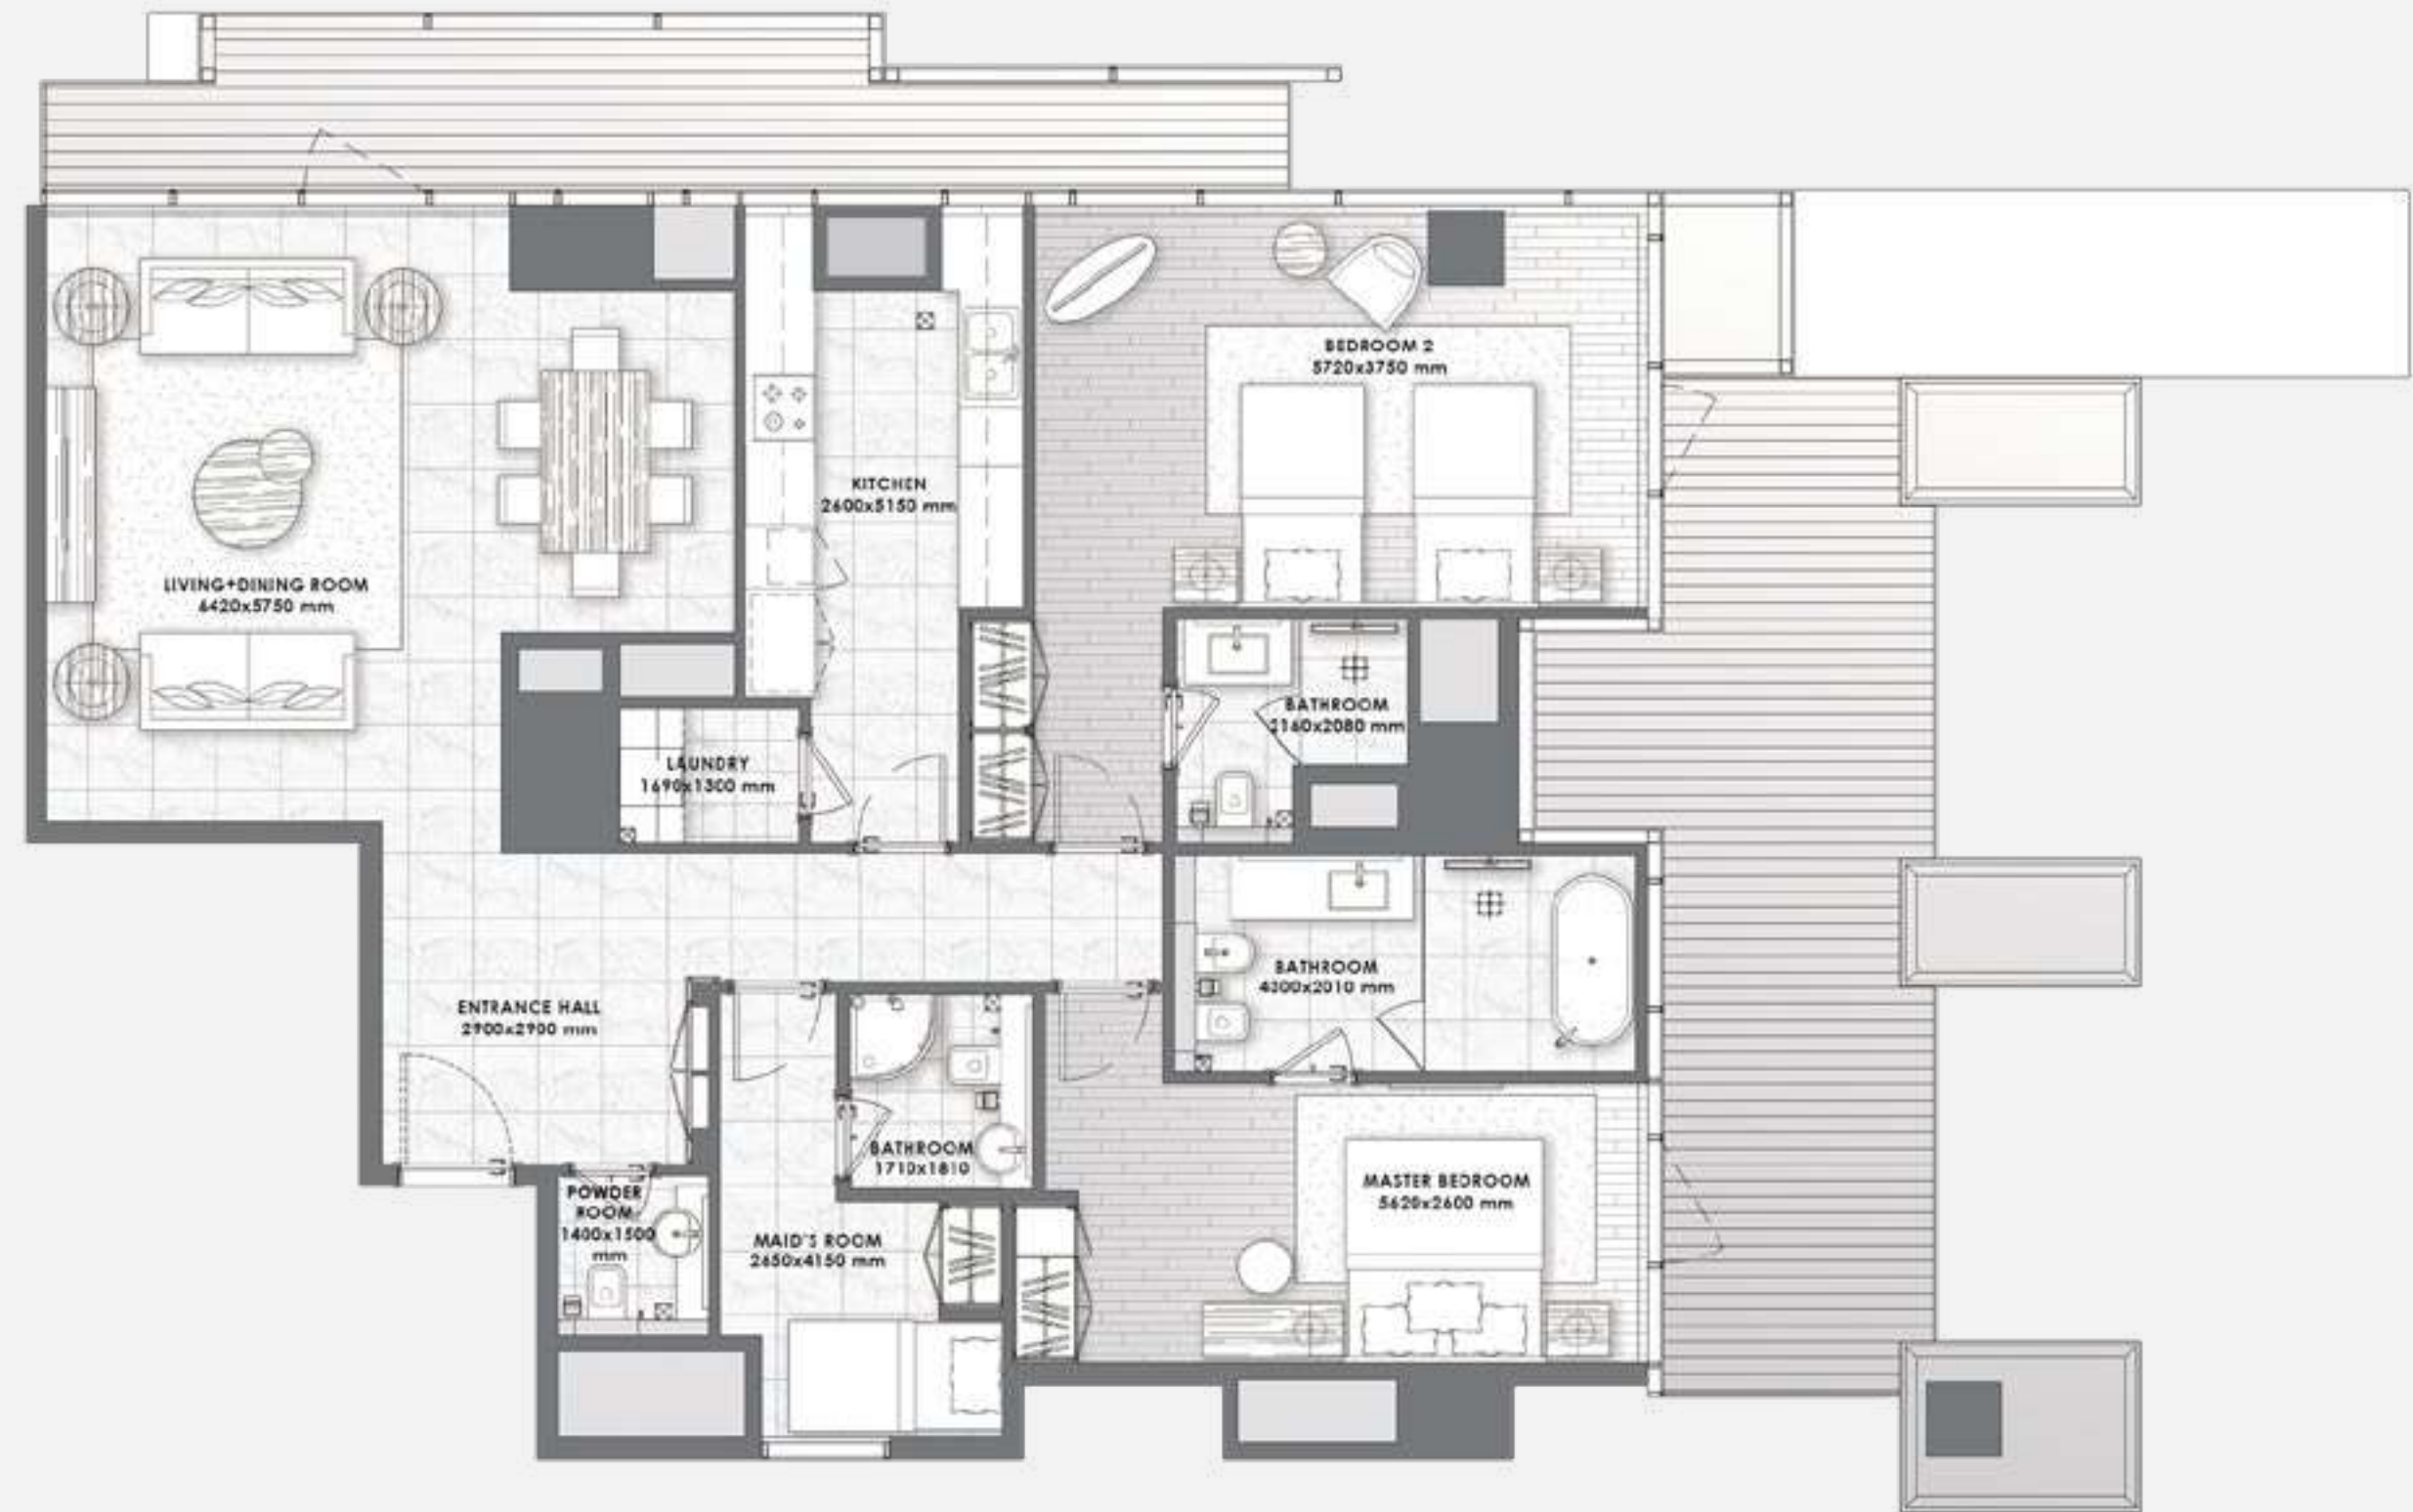 BEDROOM 2
5720x3750 mm
KITCHEN
2600x5150 mm
LIVING+DINING ROOM
6420x5750 mm
BATHROOM
2160x2080 mm
LAUNDRY
1690x1300 mm
BATHROOM
4300x2010 mm
ENTRANCE HALL
2900x2900 mm
BATHROOM
1710x1810
MASTER BEDROOM
5620x2600 mm
POWDER
ROOM
1400x1500
mm
MAID'S ROOM
2650x4150 mm